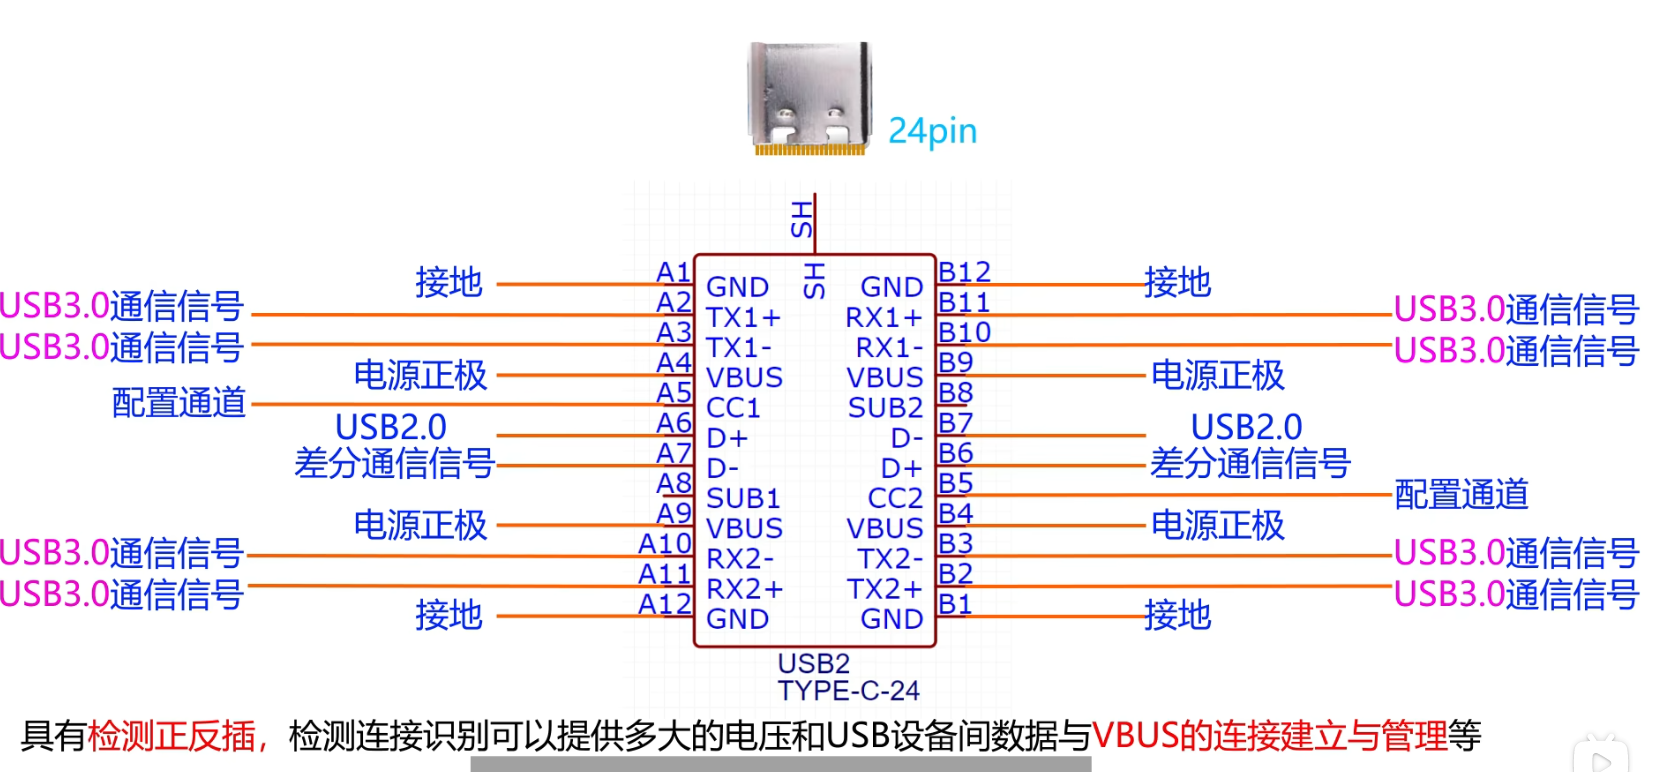 24pin
SH
SH
接地 A1 GND GND B12 接地
USB3.0通信信号 A2 TX1+ RX1+ B11 USB3.0通信信号
USB3.0通信信号 A3 TX1- RX1- B10 USB3.0通信信号
电源正极 A4 VBUS VBUS B9 电源正极
配置通道 A5 CC1 SUB2 B8
USB2.0 A6 D+ D- B7 USB2.0
差分通信信号 A7 D- D+ B6 差分通信信号
A8 SUB1 CC2 B5 配置通道
电源正极 A9 VBUS VBUS B4 电源正极
USB3.0通信信号 A10 RX2- TX2- B3 USB3.0通信信号
USB3.0通信信号 A11 RX2+ TX2+ B2 USB3.0通信信号
接地 A12 GND GND B1 接地
USB2
TYPE-C-24
具有检测正反插，检测连接识别可以提供多大的电压和USB设备间数据与VBUS的连接建立与管理等